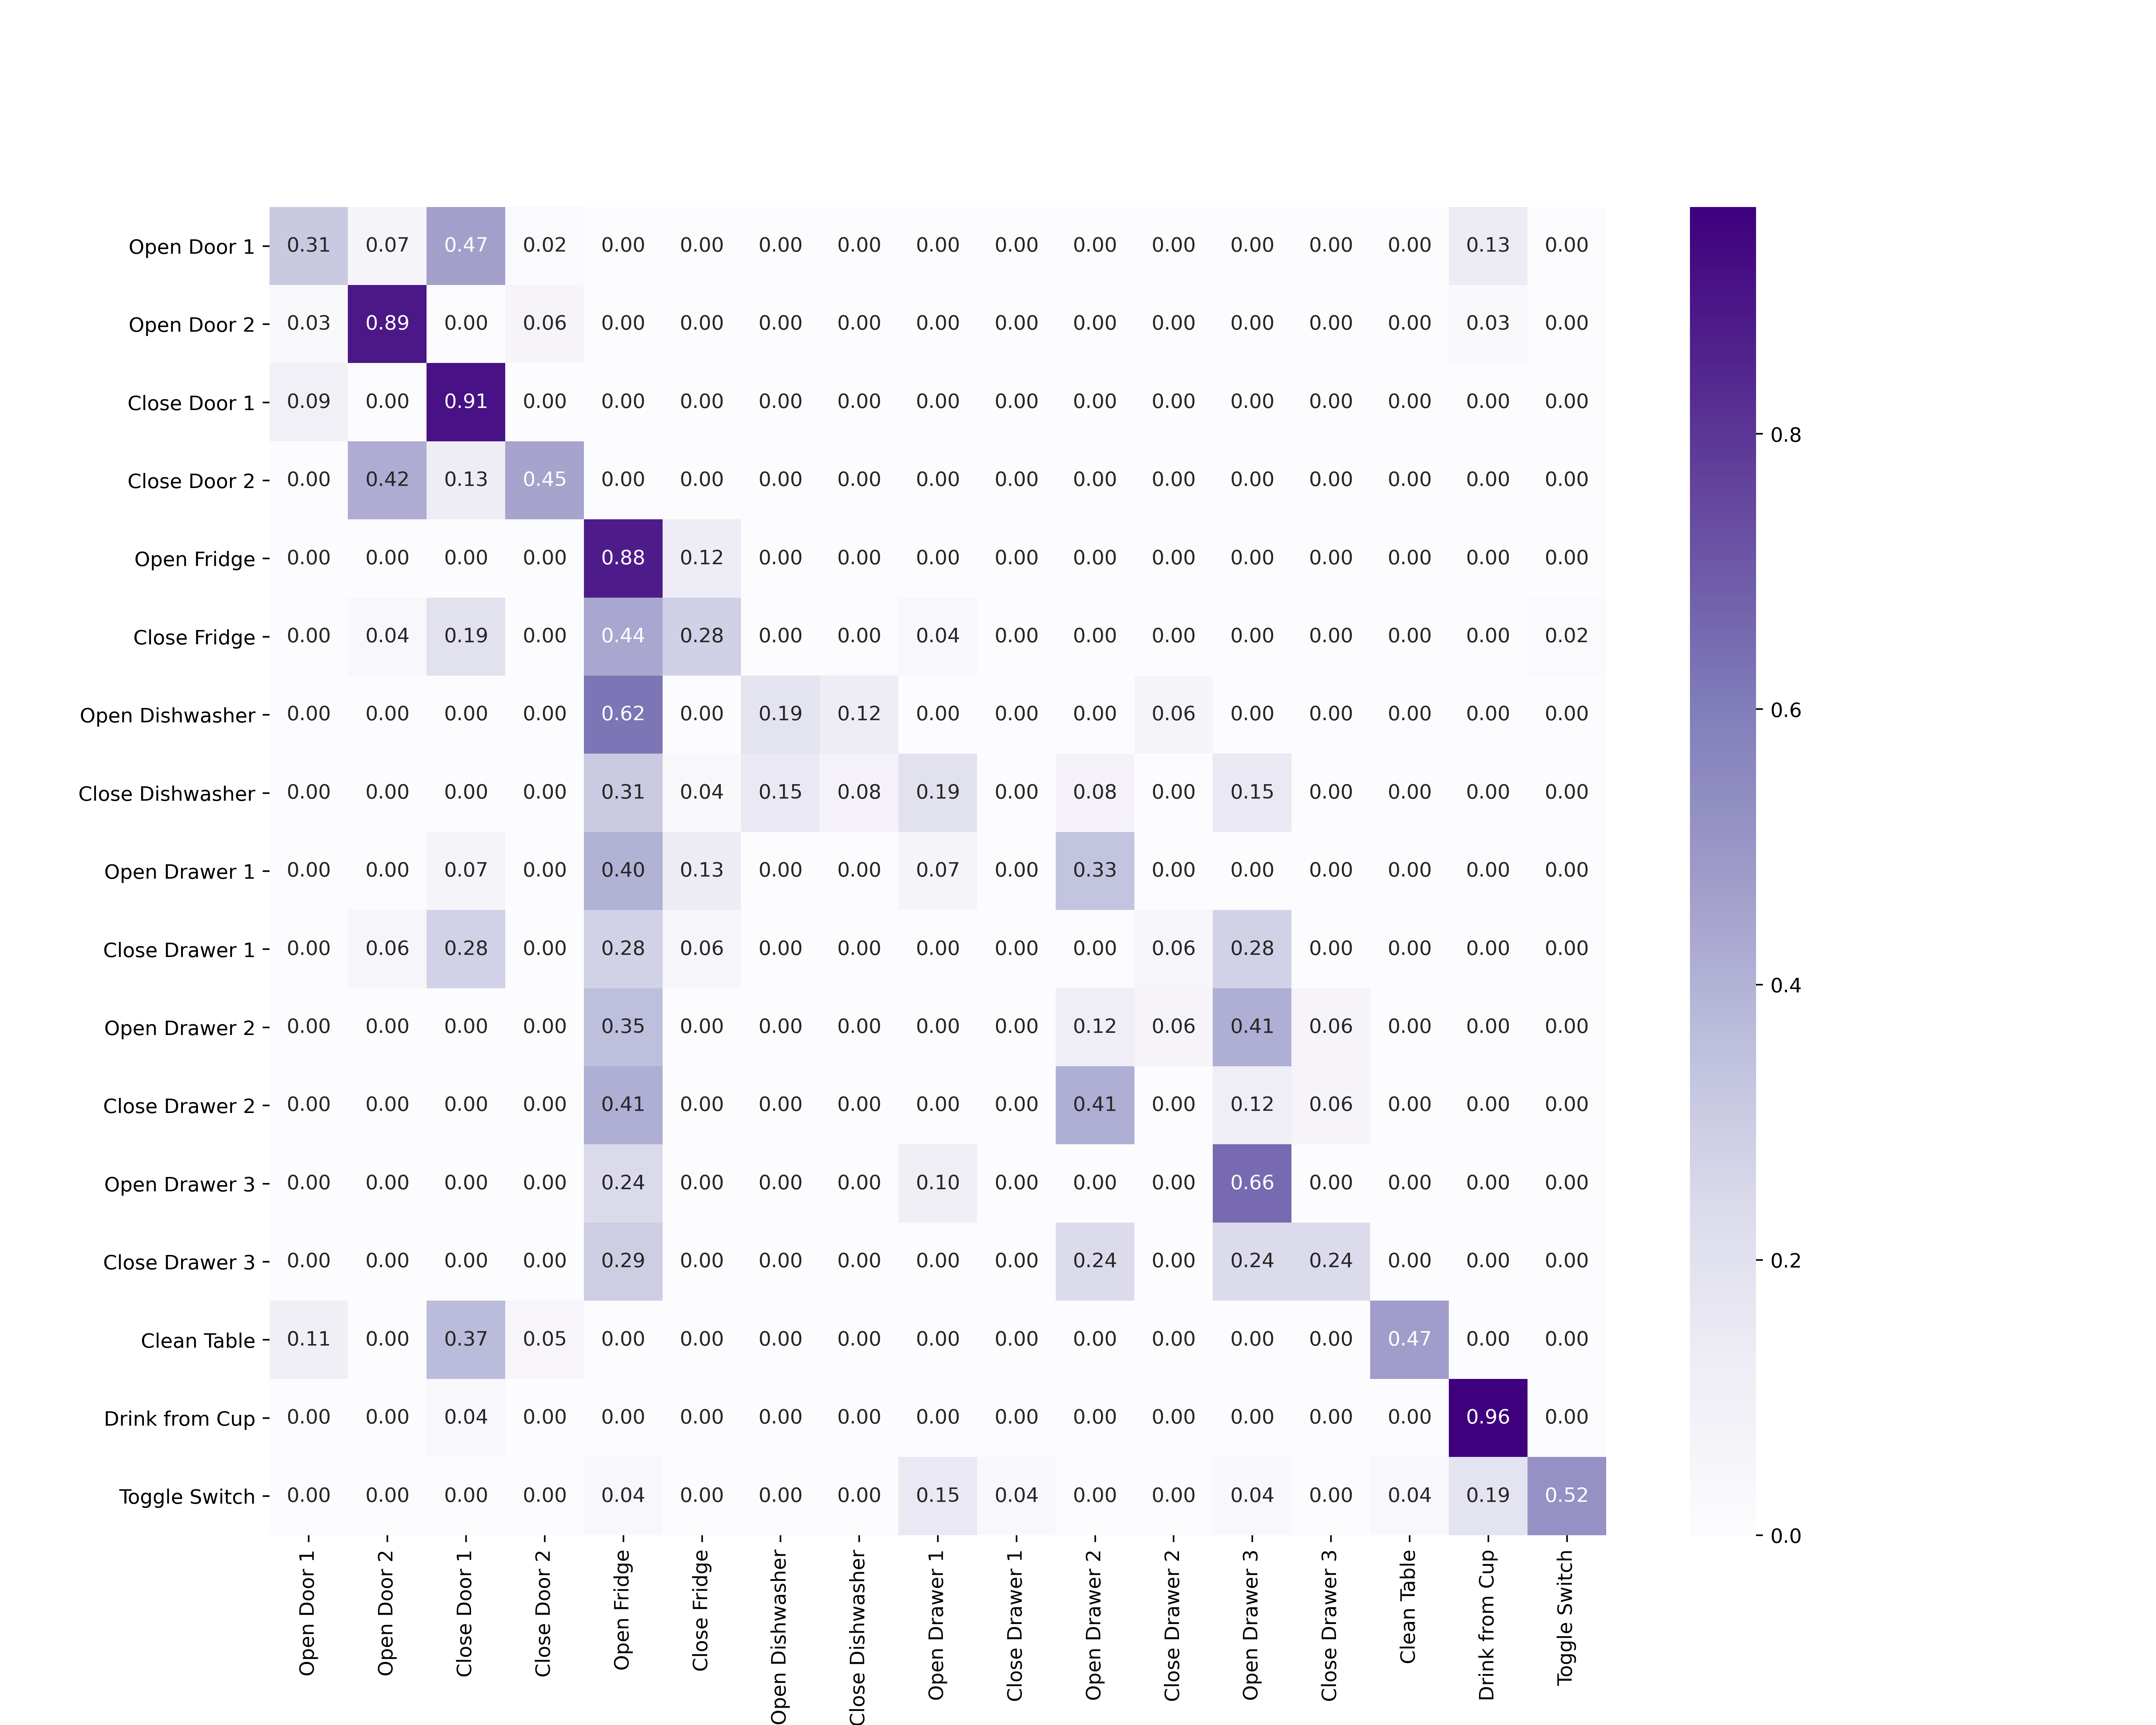 Open Door 1 0.31 0.07 0.47 0.02 0.00 0.00 0.00 0.00 0.00 0.00 0.00 0.00 0.00 0.00 0.00 0.13 0.00
Open Door 2 0.03 0.89 0.00 0.06 0.00 0.00 0.00 0.00 0.00 0.00 0.00 0.00 0.00 0.00 0.00 0.03 0.00
Close Door 1 0.09 0.00 0.91 0.00 0.00 0.00 0.00 0.00 0.00 0.00 0.00 0.00 0.00 0.00 0.00 0.00 0.00
0.8
Close Door 2 0.00 0.42 0.13 0.45 0.00 0.00 0.00 0.00 0.00 0.00 0.00 0.00 0.00 0.00 0.00 0.00 0.00
Open Fridge 0.00 0.00 0.00 0.00 0.88 0.12 0.00 0.00 0.00 0.00 0.00 0.00 0.00 0.00 0.00 0.00 0.00
Close Fridge 0.00 0.04 0.19 0.00 0.44 0.28 0.00 0.00 0.04 0.00 0.00 0.00 0.00 0.00 0.00 0.00 0.02
Open Dishwasher 0.00 0.00 0.00 0.00 0.62 0.00 0.19 0.12 0.00 0.00 0.00 0.06 0.00 0.00 0.00 0.00 0.00
0.6
Close Dishwasher 0.00 0.00 0.00 0.00 0.31 0.04 0.15 0.08 0.19 0.00 0.08 0.00 0.15 0.00 0.00 0.00 0.00
Open Drawer 1 0.00 0.00 0.07 0.00 0.40 0.13 0.00 0.00 0.07 0.00 0.33 0.00 0.00 0.00 0.00 0.00 0.00
Close Drawer 1 0.00 0.06 0.28 0.00 0.28 0.06 0.00 0.00 0.00 0.00 0.00 0.06 0.28 0.00 0.00 0.00 0.00
0.4
Open Drawer 2 0.00 0.00 0.00 0.00 0.35 0.00 0.00 0.00 0.00 0.00 0.12 0.06 0.41 0.06 0.00 0.00 0.00
Close Drawer 2 0.00 0.00 0.00 0.00 0.41 0.00 0.00 0.00 0.00 0.00 0.41 0.00 0.12 0.06 0.00 0.00 0.00
Open Drawer 3 0.00 0.00 0.00 0.00 0.24 0.00 0.00 0.00 0.10 0.00 0.00 0.00 0.66 0.00 0.00 0.00 0.00
Close Drawer 3 0.00 0.00 0.00 0.00 0.29 0.00 0.00 0.00 0.00 0.00 0.24 0.00 0.24 0.24 0.00 0.00 0.00
0.2
Clean Table 0.11 0.00 0.37 0.05 0.00 0.00 0.00 0.00 0.00 0.00 0.00 0.00 0.00 0.00 0.47 0.00 0.00
Drink from Cup 0.00 0.00 0.04 0.00 0.00 0.00 0.00 0.00 0.00 0.00 0.00 0.00 0.00 0.00 0.00 0.96 0.00
Toggle Switch 0.00 0.00 0.00 0.00 0.04 0.00 0.00 0.00 0.15 0.04 0.00 0.00 0.04 0.00 0.04 0.19 0.52
0.0
Open Door 1
Open Door 2
Close Door 1
Close Door 2
Open Fridge
Close Fridge
Open Dishwasher
Close Dishwasher
Open Drawer 1
Close Drawer 1
Open Drawer 2
Close Drawer 2
Open Drawer 3
Close Drawer 3
Clean Table
Drink from Cup
Toggle Switch